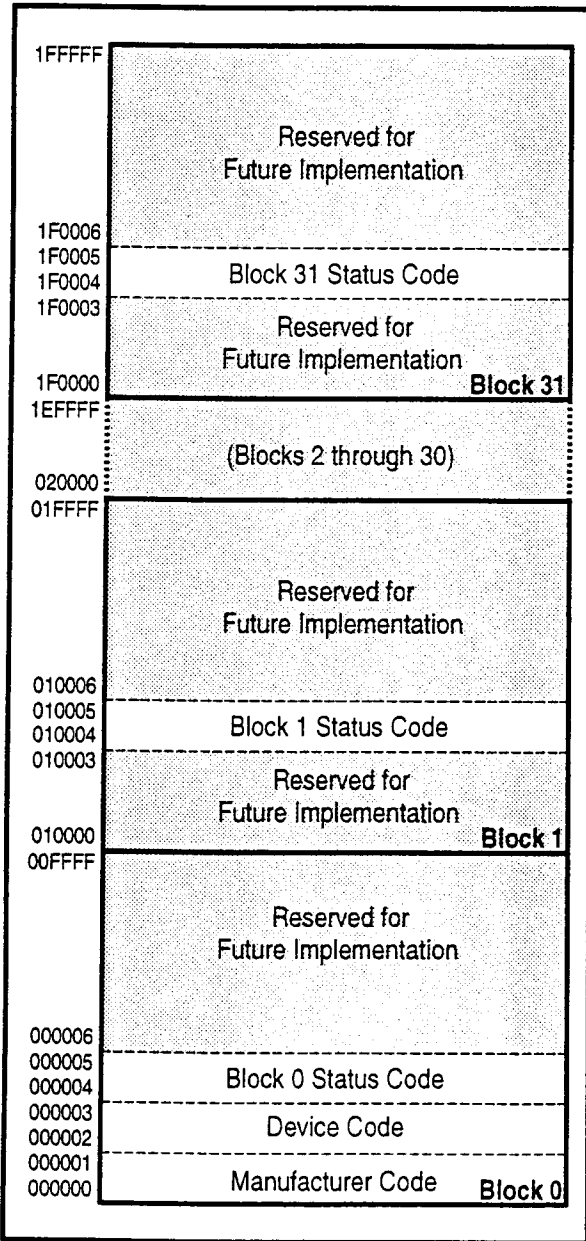 1FFFFF
Reserved for
Future Implementation
1F0006
1F0005
Block 31 Status Code
1F0004
1F0003
Reserved for
Future Implementation
1F0000
Block 31
1EFFFF
(Blocks 2 through 30)
020000
01FFFF
Reserved for
Future Implementation
010006
010005
Block 1 Status Code
010004
010003
Reserved for
Future Implementation
010000
Block 1
00FFFF
Reserved for
Future Implementation
000006
000005
Block 0 Status Code
000004
000003
Device Code
000002
000001
Manufacturer Code
000000
Block 0